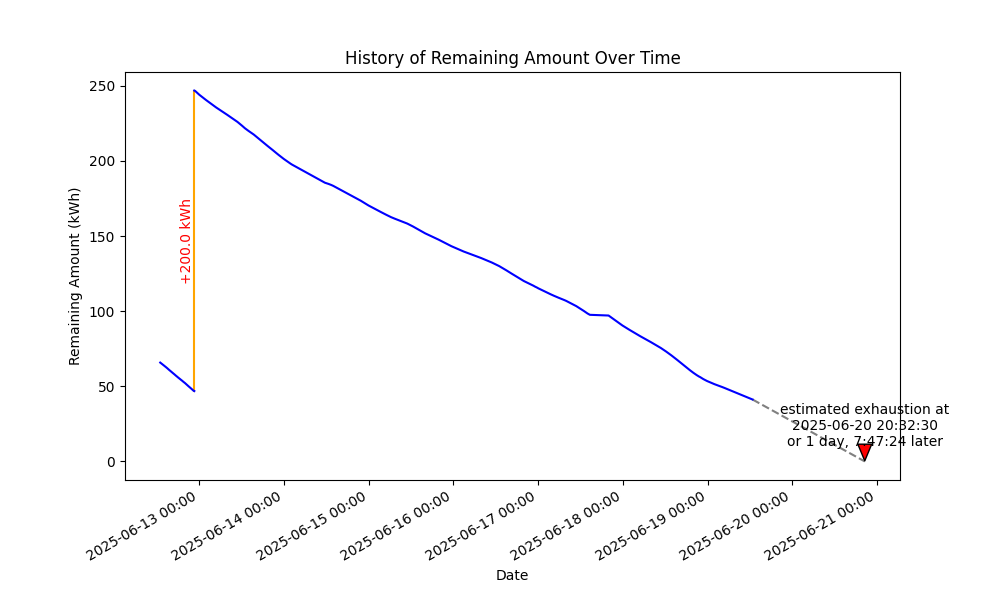 History of Remaining Amount Over Time
Remaining Amount (kWh)
250
200
150
100
50
0
+200.0 kWh
estimated exhaustion at
2025-06-20 20:32:30
or 1 day, 7:47:24 later
2025-06-13 00:00
2025-06-14 00:00
2025-06-15 00:00
2025-06-16 00:00
2025-06-17 00:00
2025-06-18 00:00
2025-06-19 00:00
2025-06-20 00:00
2025-06-21 00:00
Date